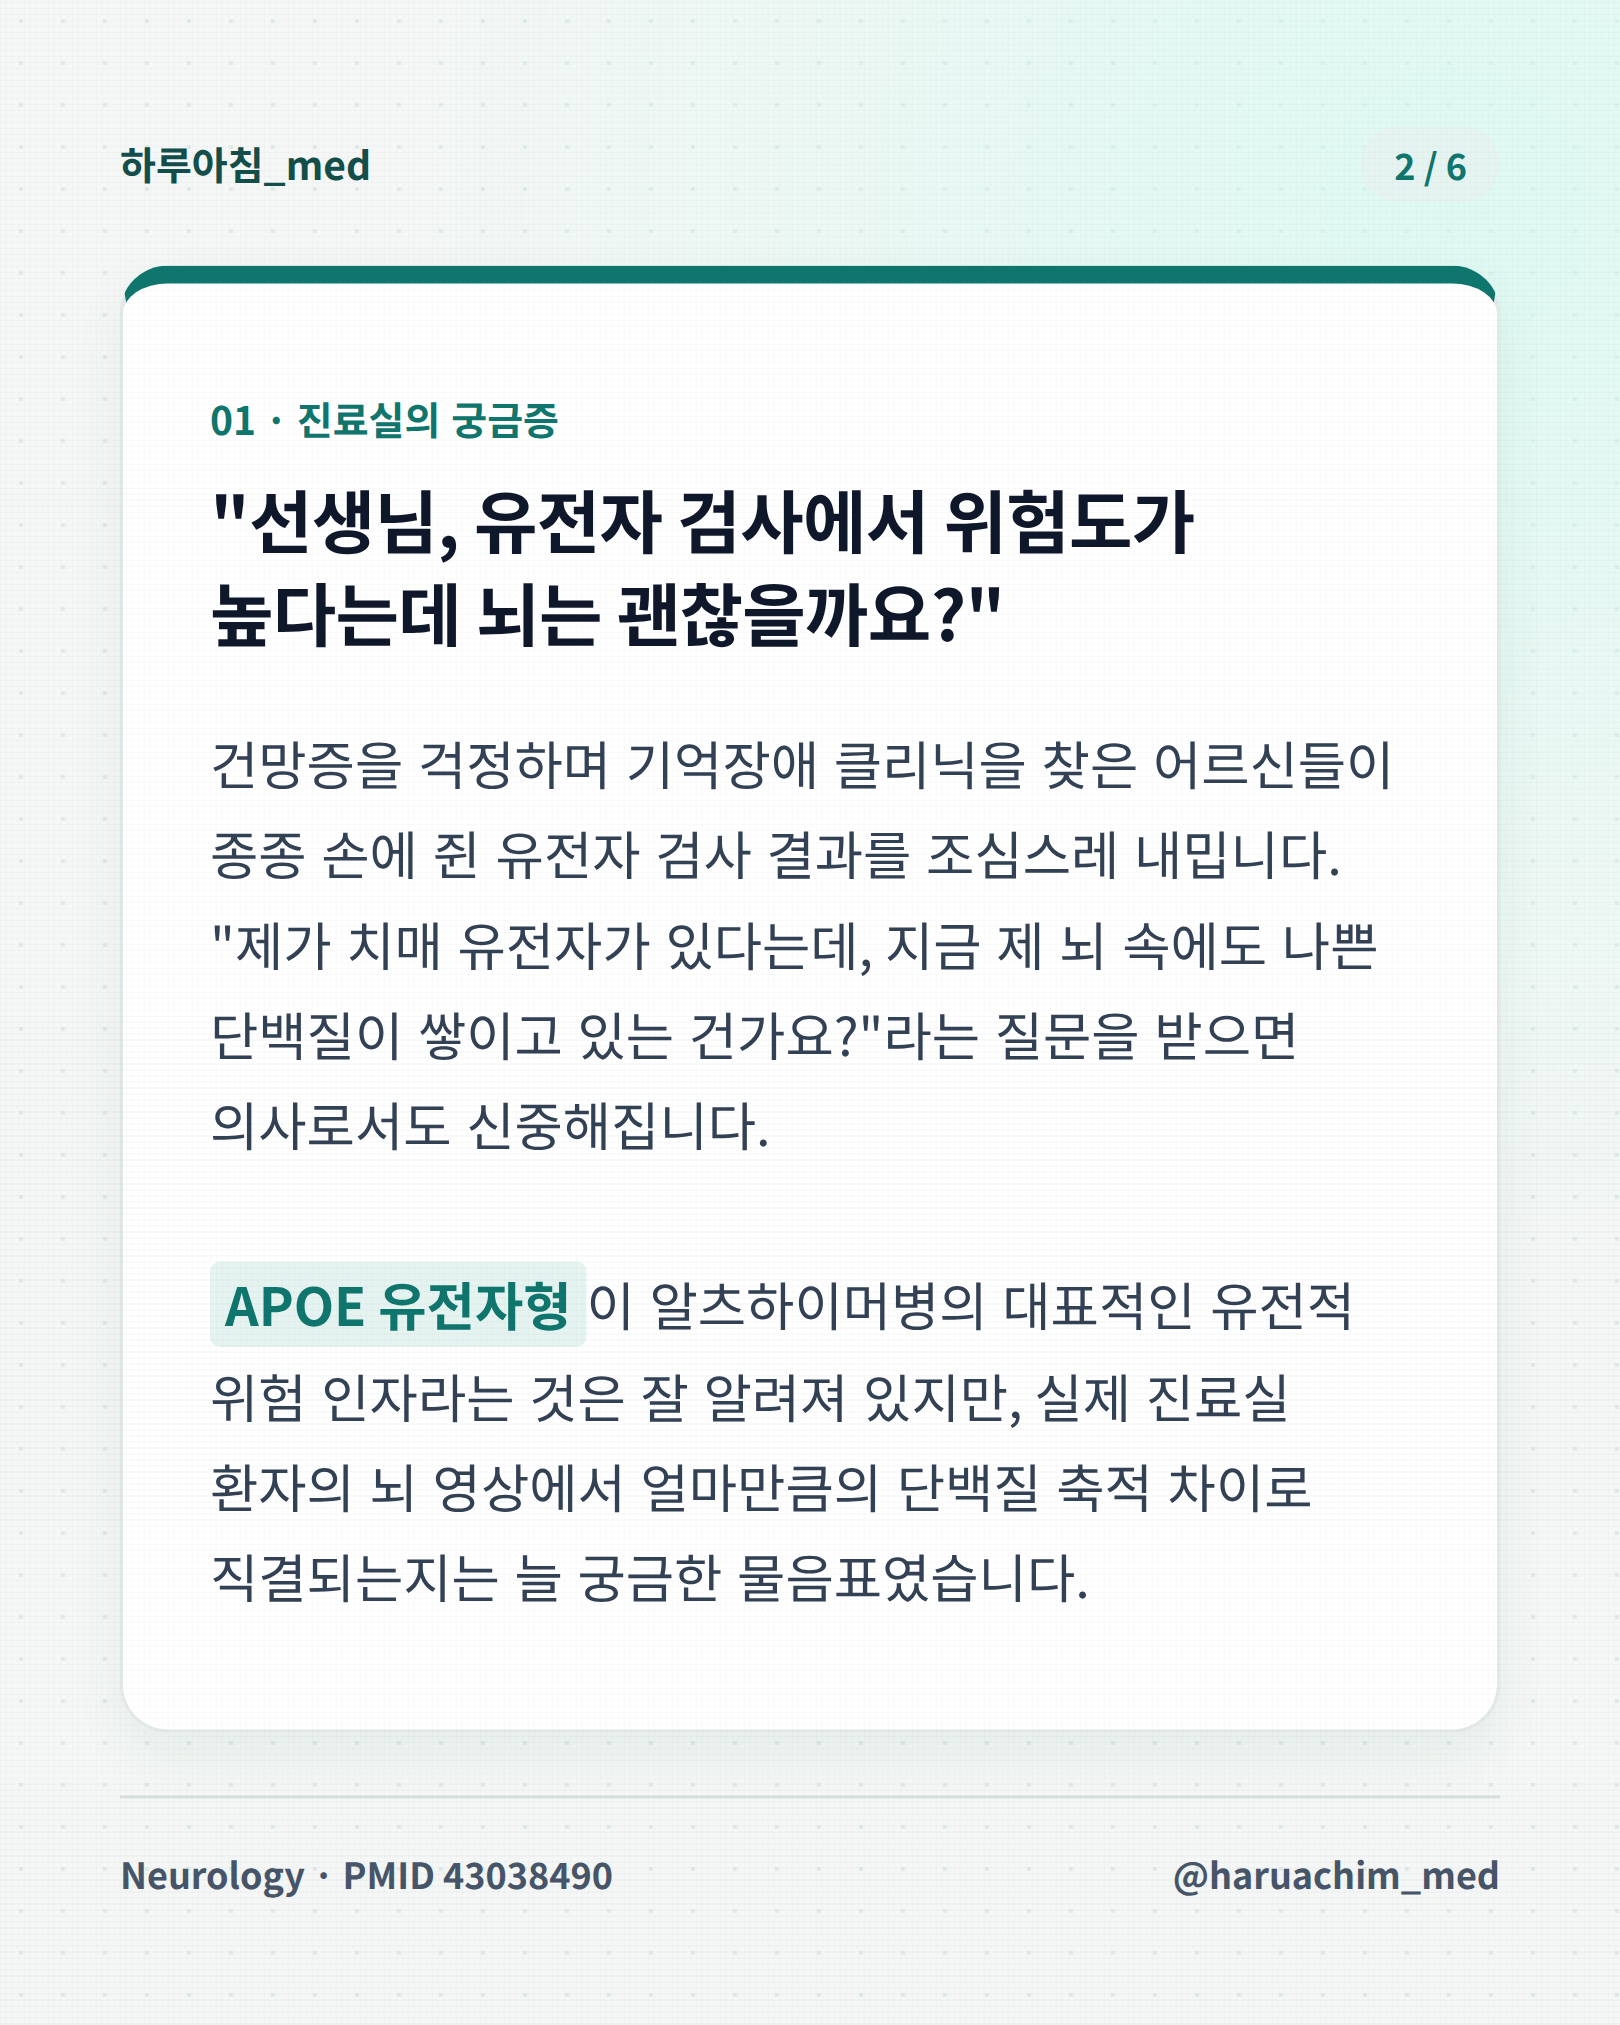 하루아침_med
2 / 6
01 · 진료실의 궁금증
"선생님, 유전자 검사에서 위험도가
높다는데 뇌는 괜찮을까요?"
건망증을 걱정하며 기억장애 클리닉을 찾은 어르신들이
종종 손에 쥔 유전자 검사 결과를 조심스레 내밉니다.
"제가 치매 유전자가 있다는데, 지금 제 뇌 속에도 나쁜
단백질이 쌓이고 있는 건가요?"라는 질문을 받으면
의사로서도 신중해집니다.
APOE 유전자형이 알츠하이머병의 대표적인 유전적
위험 인자라는 것은 잘 알려져 있지만, 실제 진료실
환자의 뇌 영상에서 얼마만큼의 단백질 축적 차이로
직결되는지는 늘 궁금한 물음표였습니다.
Neurology · PMID 43038490
@haruachim_med